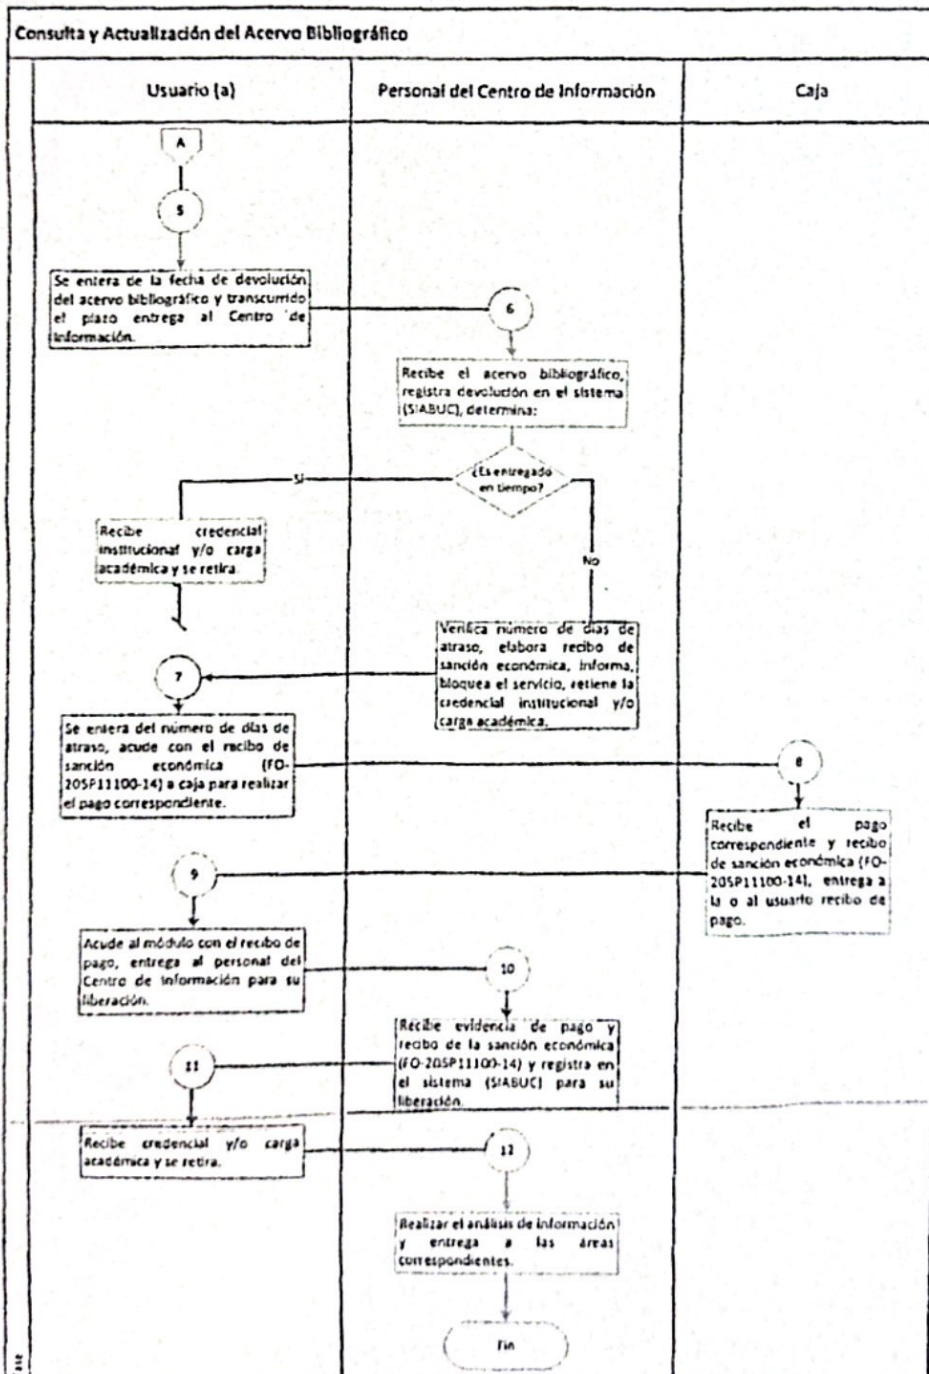 Consulta y Actualización del Acervo Bibliográfico
Usuario (a)
Personal del Centro de Información
Caja
A
5
Se entera de la fecha de devolución
del acervo bibliográfico y transcurrido
el plazo entrega al Centro de
Información.
6
Recibe el acervo bibliográfico,
registra devolución en el sistema
(SIABUC), determina:
¿Es entregado
en tiempo?
Si
Recibe credencial
institucional y/o carga
académica y se retira.
No
Verifica número de días de
atraso, elabora recibo de
sanción económica, informa,
bloquea el servicio, retiene la
credencial institucional y/o
carga académica.
7
Se entera del número de días de
atraso, acude con el recibo de
sanción económica (FO-
205P11100-14) a caja para realizar
el pago correspondiente.
8
Recibe el pago
correspondiente y recibo
de sanción económica (FO-
205P11100-14), entrega a
la o al usuario recibo de
pago.
9
Acude al módulo con el recibo de
pago, entrega al personal del
Centro de Información para su
liberación.
10
Recibe evidencia de pago y
recibo de la sanción económica
(FO-205P11100-14) y registra en
el sistema (SIABUC) para su
liberación.
11
Recibe credencial y/o carga
académica y se retira.
12
Realizar el análisis de información
y entrega a las áreas
correspondientes.
Fin
Fase